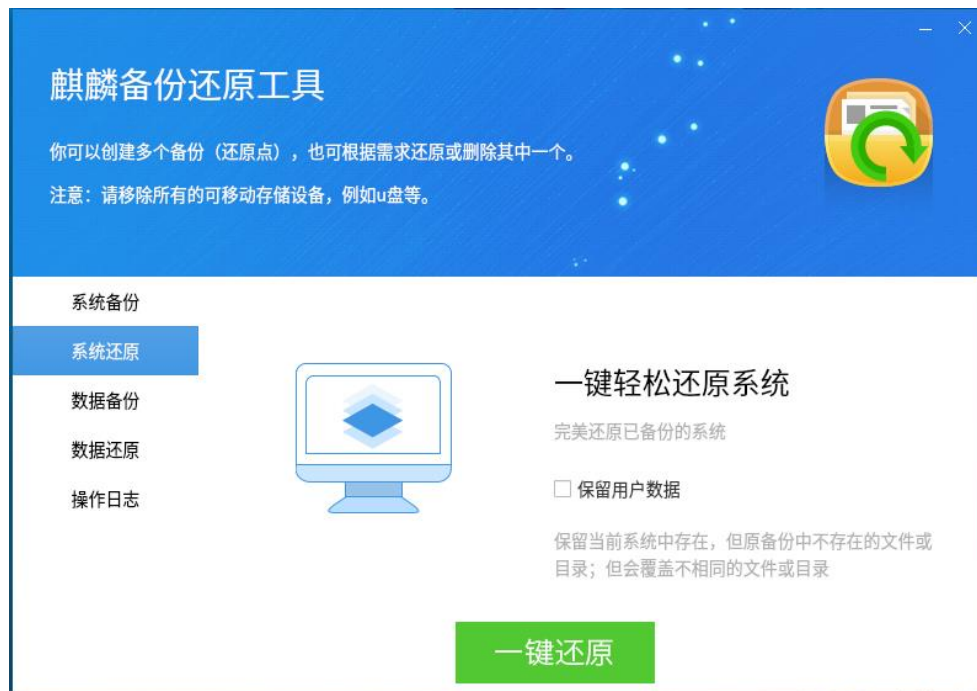 麒麟备份还原工具
你可以创建多个备份（还原点），也可根据需求还原或删除其中一个。
注意：请移除所有的可移动存储设备，例如u盘等。
系统备份
系统还原
数据备份
数据还原
操作日志
一键轻松还原系统
完美还原已备份的系统
保留用户数据
保留当前系统中存在，但原备份中不存在的文件或
目录；但会覆盖不相同的文件或目录
一键还原